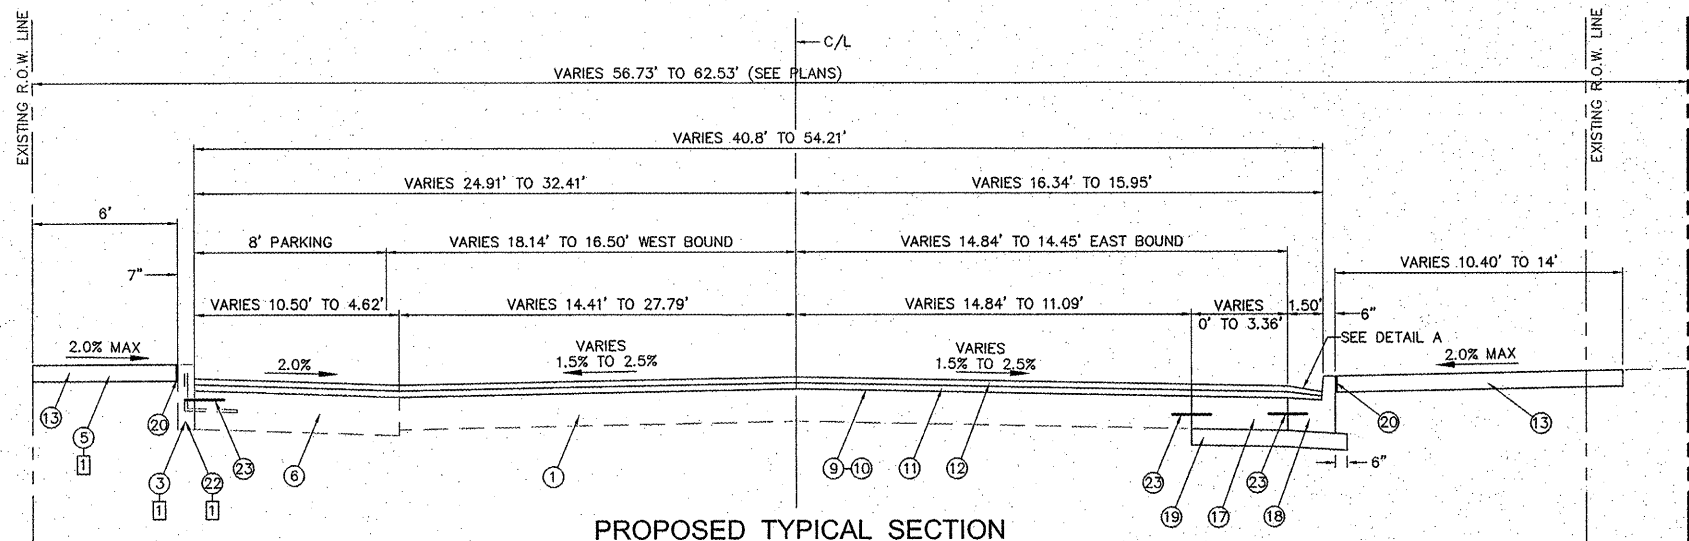 EXISTING R.O.W. LINE
EXISTING R.O.W. LINE
C/L
VARIES 56.73' TO 62.53' (SEE PLANS)
VARIES 40.8' TO 54.21'
VARIES 24.91' TO 32.41'
VARIES 16.34' TO 15.95'
6'
8' PARKING
VARIES 18.14' TO 16.50' WEST BOUND
VARIES 14.84' TO 14.45' EAST BOUND
VARIES 10.40' TO 14'
7"
VARIES 10.50' TO 4.62'
VARIES 14.41' TO 27.79'
VARIES 14.84' TO 11.09'
VARIES
0' TO 3.36'
1.50'
6"
SEE DETAIL A
2.0% MAX
2.0%
VARIES
1.5% TO 2.5%
VARIES
1.5% TO 2.5%
2.0% MAX
13
5
1
20
3
1
22
1
23
6
1
9-10
11
12
23
19
17
23
18
6"
20
13
PROPOSED TYPICAL SECTION